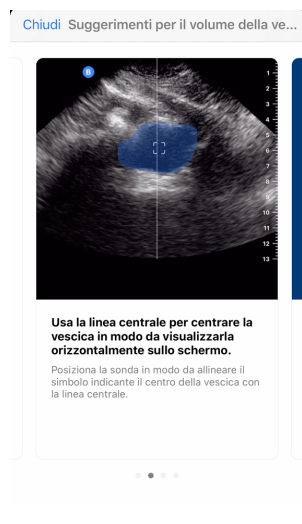 Chiudi Suggerimenti per il volume della ve...
B
1
2
3
4
5
6
7
8
9
10
11
12
13
Usa la linea centrale per centrare la
vescica in modo da visualizzarla
orizzontalmente sullo schermo.
Posiziona la sonda in modo da allineare il
simbolo indicante il centro della vescica con
la linea centrale.